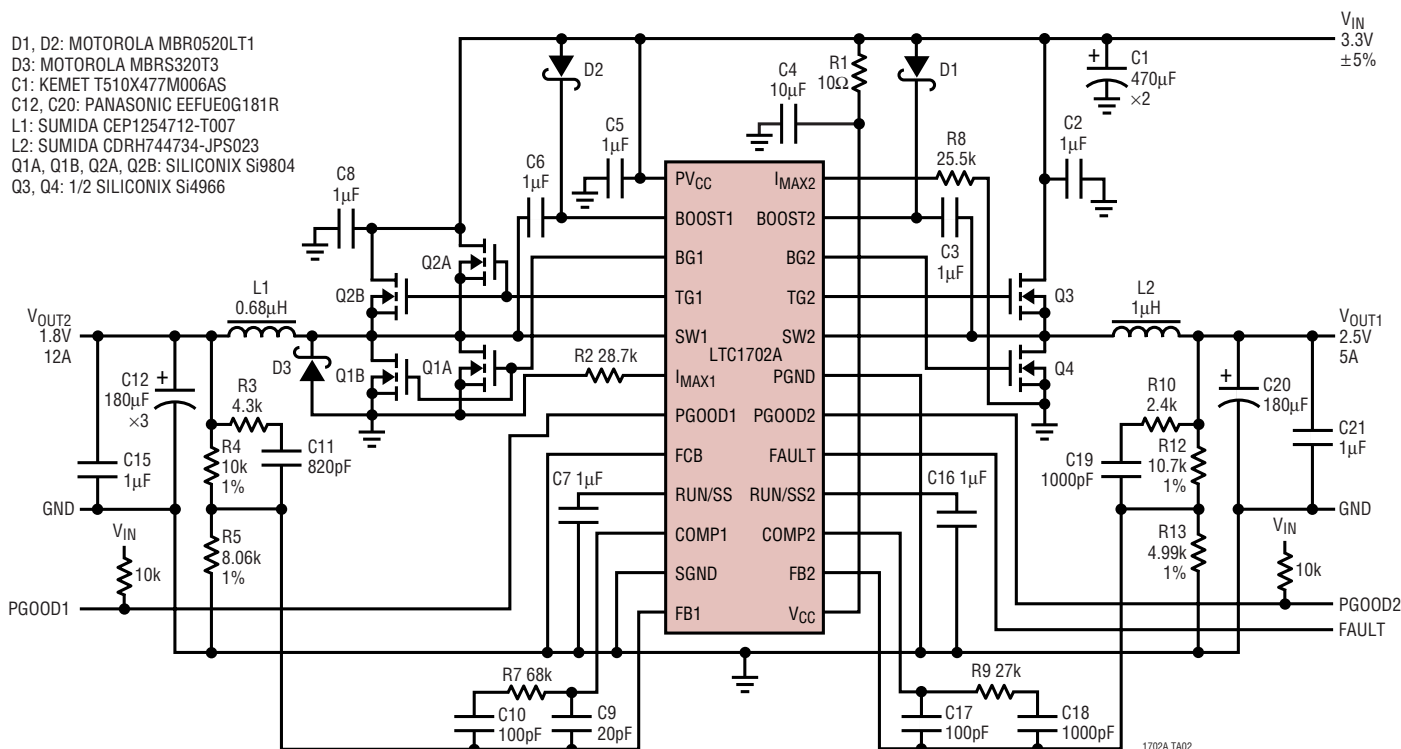 D1, D2: MOTOROLA MBR0520LT1
D3: MOTOROLA MBRS320T3
C1: KEMET T510X477M006AS
C12, C20: PANASONIC EEFUE0G181R
L1: SUMIDA CEP1254712-T007
L2: SUMIDA CDRH744734-JPS023
Q1A, Q1B, Q2A, Q2B: SILICONIX Si9804
Q3, Q4: 1/2 SILICONIX Si4966
VIN
3.3V
±5%
D2
C4
10µF
R1
10Ω
D1
+
C1
470µF
×2
C5
1µF
C6
1µF
C8
1µF
R8
25.5k
C2
1µF
C3
1µF
Q2A
Q2B
Q3
L1
0.68µH
L2
1µH
VOUT2
1.8V
12A
VOUT1
2.5V
5A
D3
Q1B
Q1A
R2 28.7k
Q4
LTC1702A
PVCC
BOOST1
BG1
TG1
SW1
IMAX1
PGOOD1
FCB
RUN/SS
COMP1
SGND
FB1
IMAX2
BOOST2
BG2
TG2
SW2
PGND
PGOOD2
FAULT
RUN/SS2
COMP2
FB2
VCC
C12
180µF
×3
+
R3
4.3k
R4
10k
1%
C11
820pF
C15
1µF
GND
VIN
10k
R5
8.06k
1%
PGOOD1
C7 1µF
C16 1µF
R10
2.4k
+
C20
180µF
C19
1000pF
R12
10.7k
1%
C21
1µF
GND
R13
4.99k
1%
VIN
10k
PGOOD2
FAULT
R7 68k
C10
100pF
C9
20pF
R9 27k
C17
100pF
C18
1000pF
1702A TA02